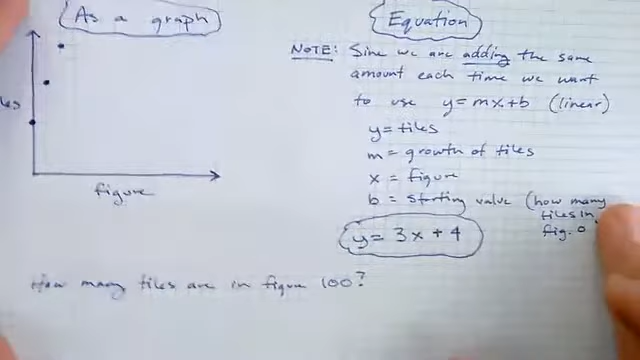 As a graph
figure
Equation
NOTE: Sine we are adding the same
amount each time we want
to use y=mx+b (linear)
y=tiles
m = growth of tiles
x = figure
b = starting value (how many
tiles in
fig. 0
y = 3x + 4
How many tiles are in figure 100?